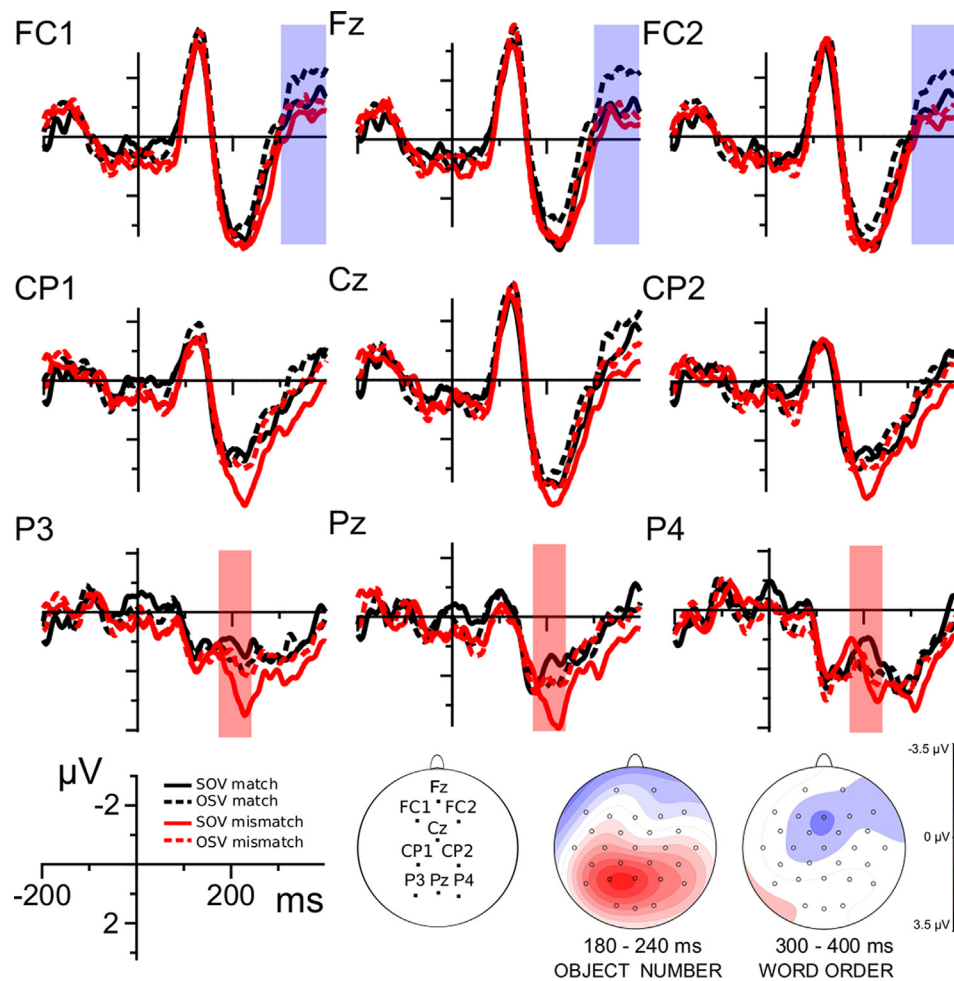 FC1 Fz FC2
CP1 Cz CP2
P3 Pz P4
µV
-2
-200 200 ms
2
SOV match
OSV match
SOV mismatch
OSV mismatch
Fz
FC1 FC2
Cz
CP1 CP2
P3 Pz P4
180 - 240 ms
OBJECT NUMBER
300 - 400 ms
WORD ORDER
-3.5 µV
0 µV
3.5 µV